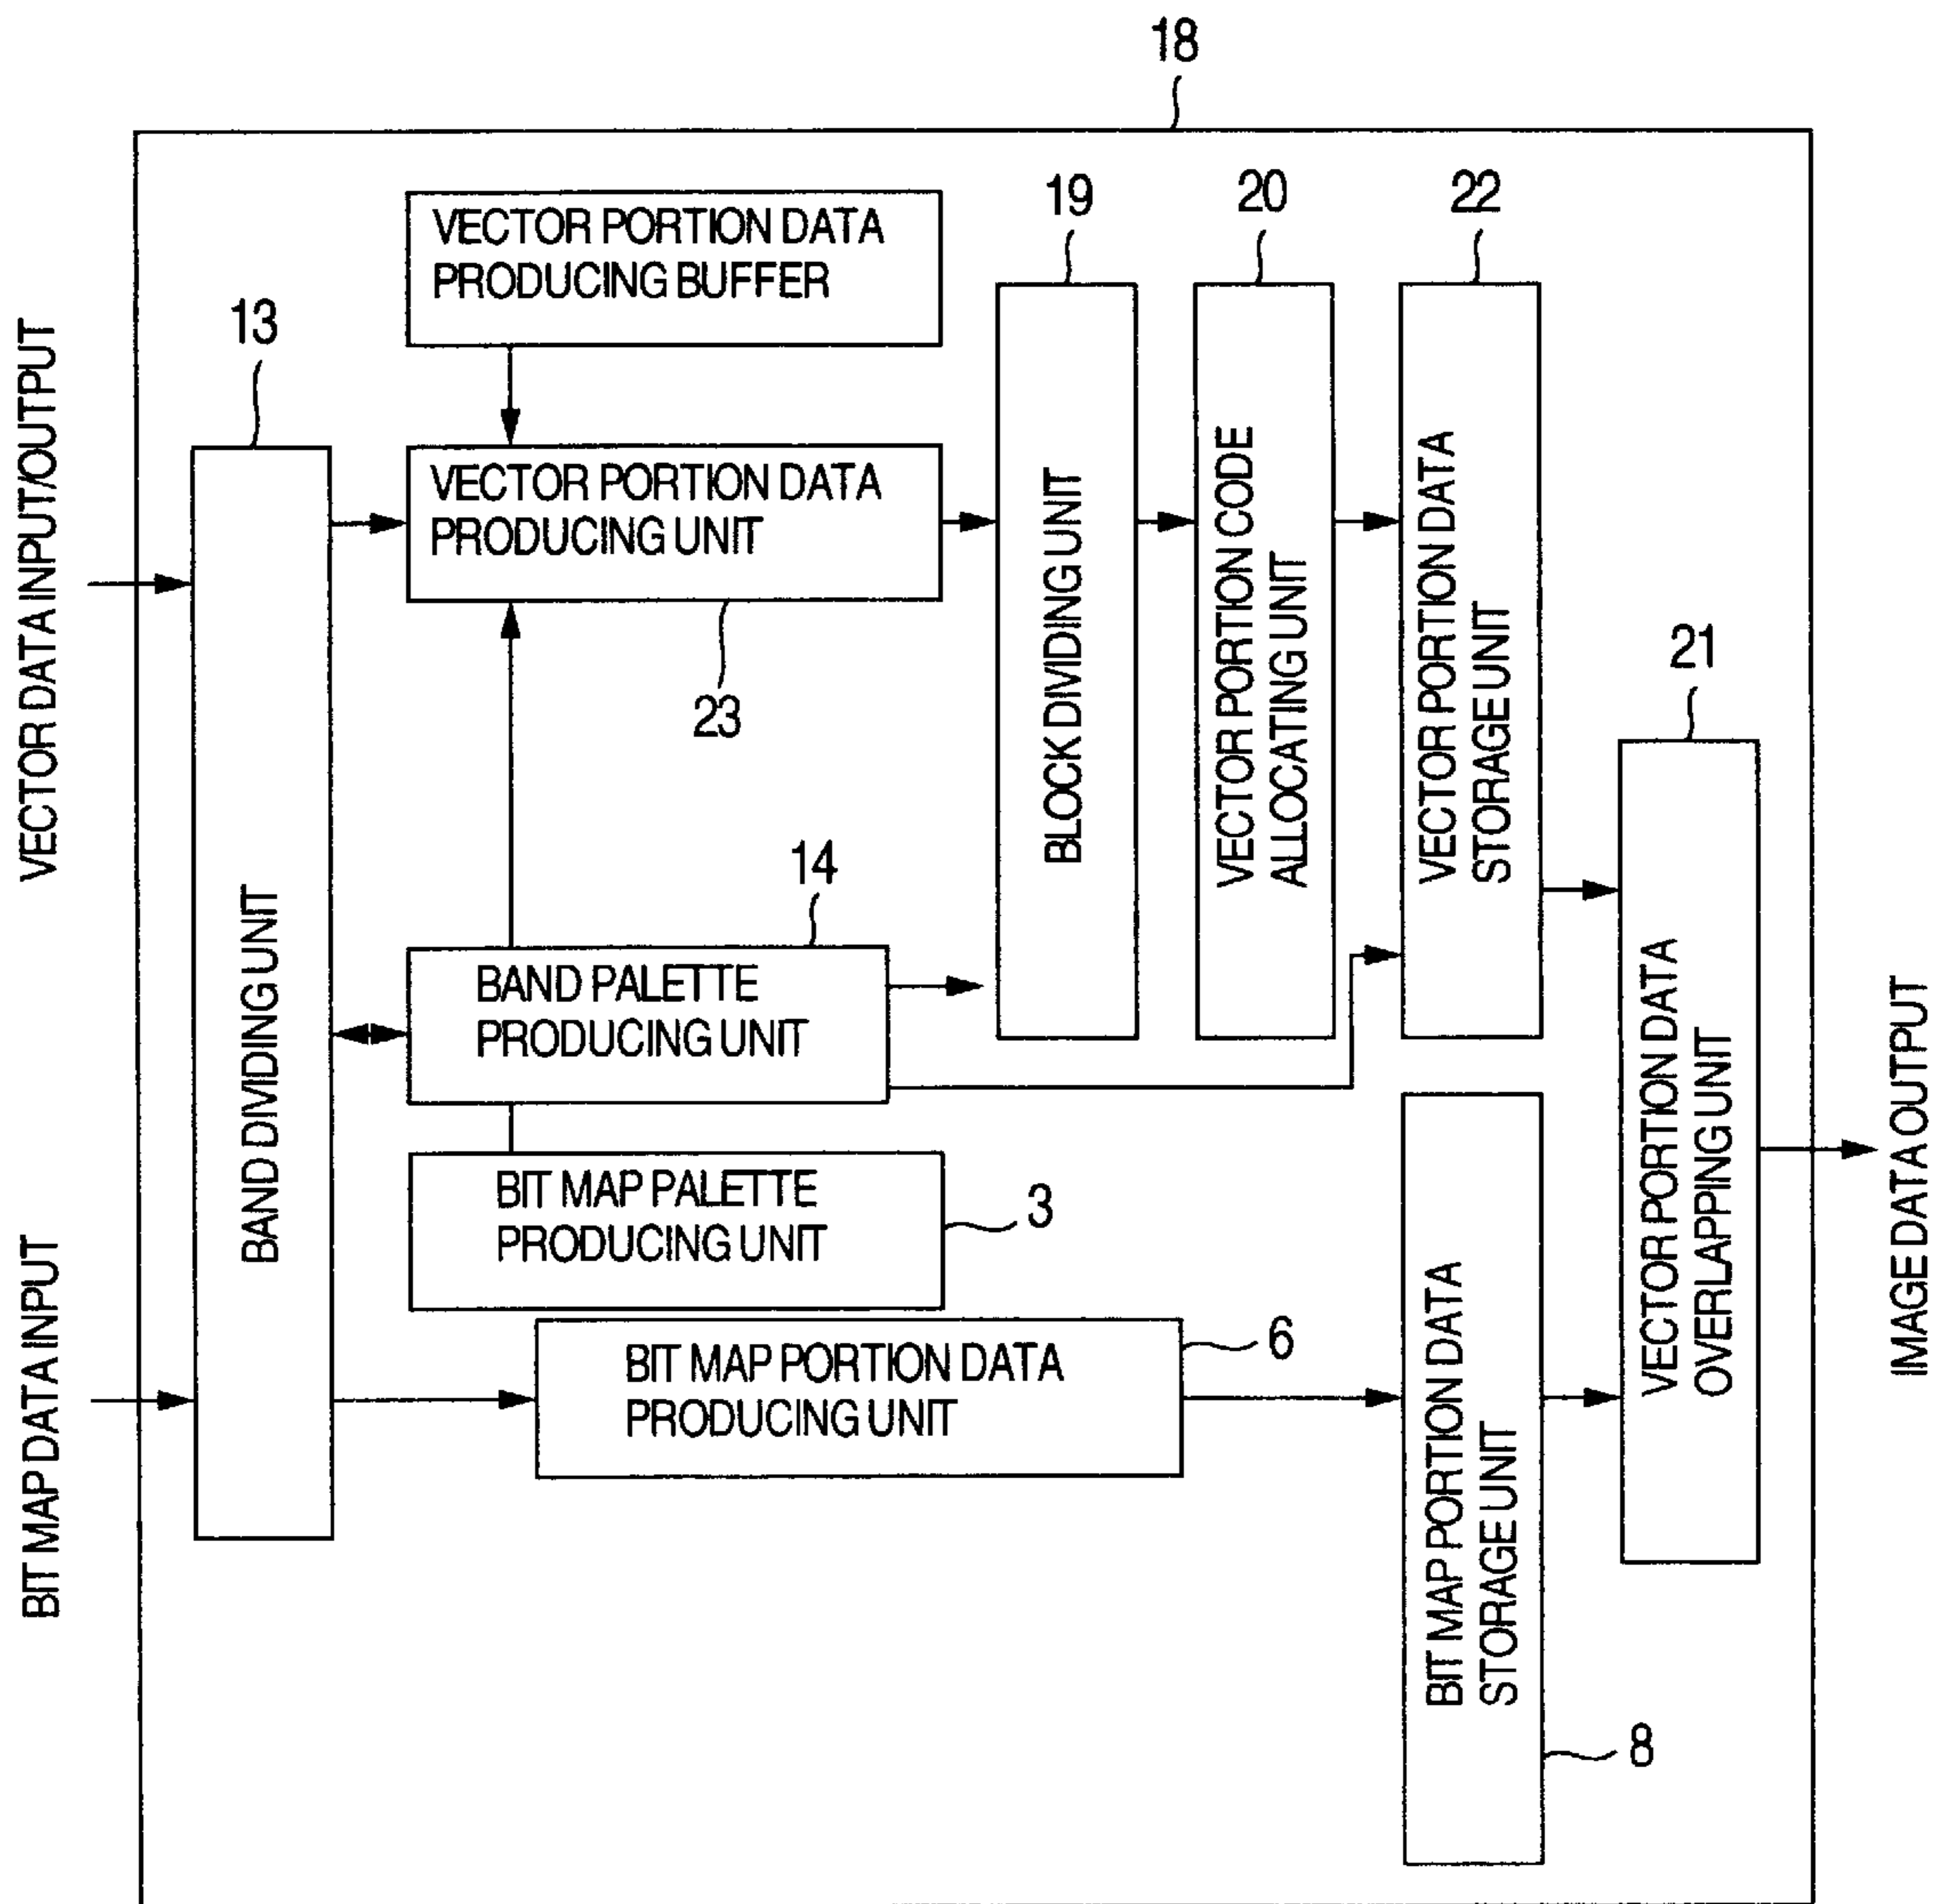 18
VECTOR PORTION DATA
PRODUCING BUFFER
19
20
22
13
VECTOR DATA INPUT/OUTPUT
VECTOR PORTION DATA
PRODUCING UNIT
23
BLOCK DIVIDING UNIT
VECTOR PORTION CODE
ALLOCATING UNIT
VECTOR PORTION DATA
STORAGE UNIT
21
14
BAND DIVIDING UNIT
BAND PALETTE
PRODUCING UNIT
VECTOR PORTION DATA
OVERLAPPING UNIT
IMAGE DATA OUTPUT
BIT MAP PALETTE
PRODUCING UNIT
3
BIT MAP DATA INPUT
BIT MAP PORTION DATA
PRODUCING UNIT
6
BIT MAP PORTION DATA
STORAGE UNIT
8